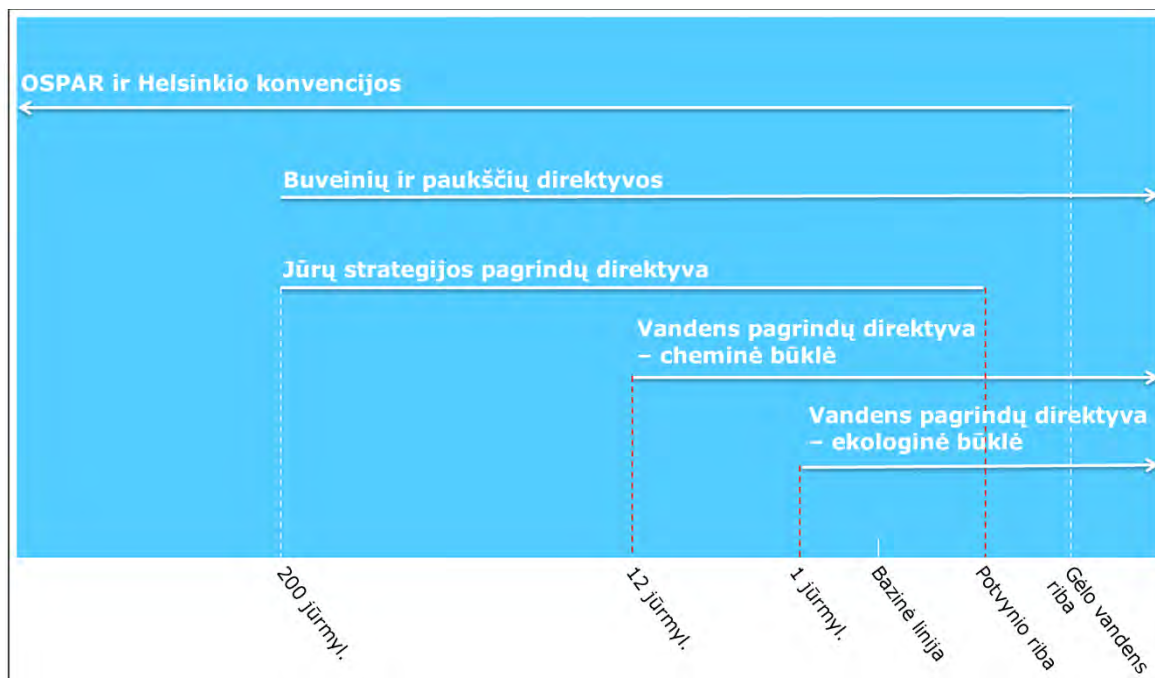 OSPAR ir Helsinkio konvencijos
Buveinių ir paukščių direktyvos
Jūrų strategijos pagrindų direktyva
Vandens pagrindų direktyva
– cheminė būklė
Vandens pagrindų direktyva
– ekologinė būklė
200 jūrmyl.
12 jūrmyl.
1 jūrmyl.
Bazinė linija
Potvynio riba
Gėlo vandens
riba